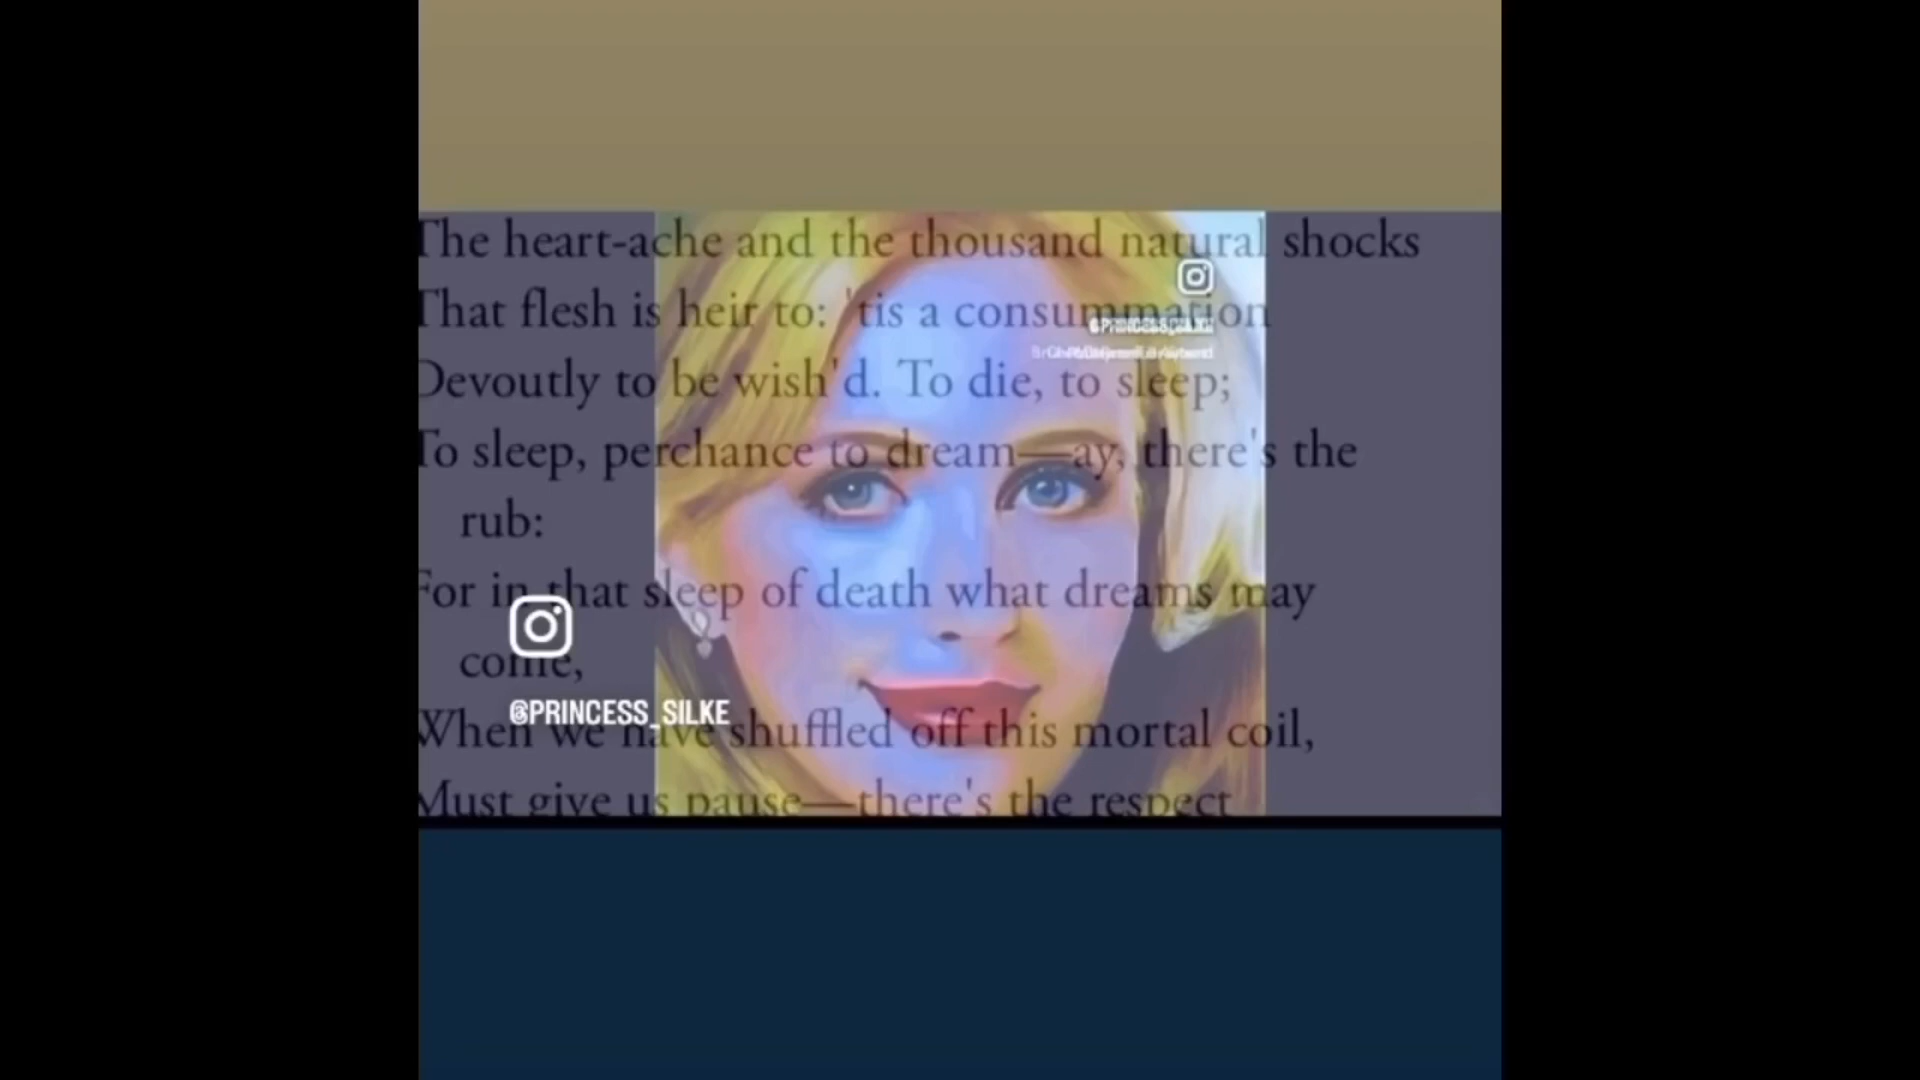 The heart-ache and the thousand natural shocks
That flesh is heir to: 'tis a consummation
@PRINCESS_SILKE
Devoutly to be wish'd. To die, to sleep;
To sleep, perchance to dream—ay, there's the
rub:
For in that sleep of death what dreams may
come,
@PRINCESS_SILKE
When we have shuffled off this mortal coil,
Must give us pause—there's the respect